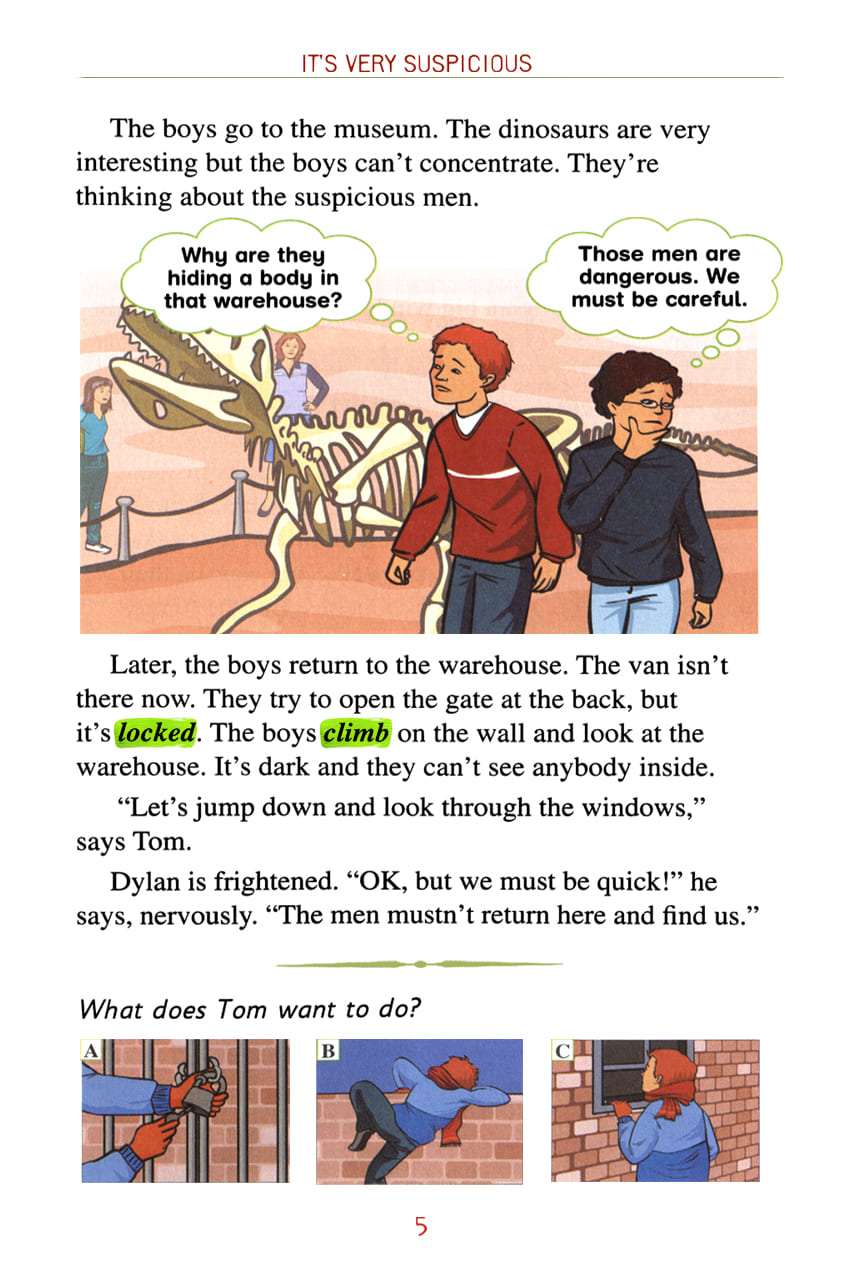 IT'S VERY SUSPICIOUS
The boys go to the museum. The dinosaurs are very
interesting but the boys can't concentrate. They're
thinking about the suspicious men.
Why are they
hiding a body in
that warehouse?
Those men are
dangerous. We
must be careful.
Later, the boys return to the warehouse. The van isn't
there now. They try to open the gate at the back, but
it's locked. The boys climb on the wall and look at the
warehouse. It's dark and they can't see anybody inside.
“Let's jump down and look through the windows,”
says Tom.
Dylan is frightened. “OK, but we must be quick!” he
says, nervously. “The men mustn't return here and find us.”
What does Tom want to do?
A
B
C
5